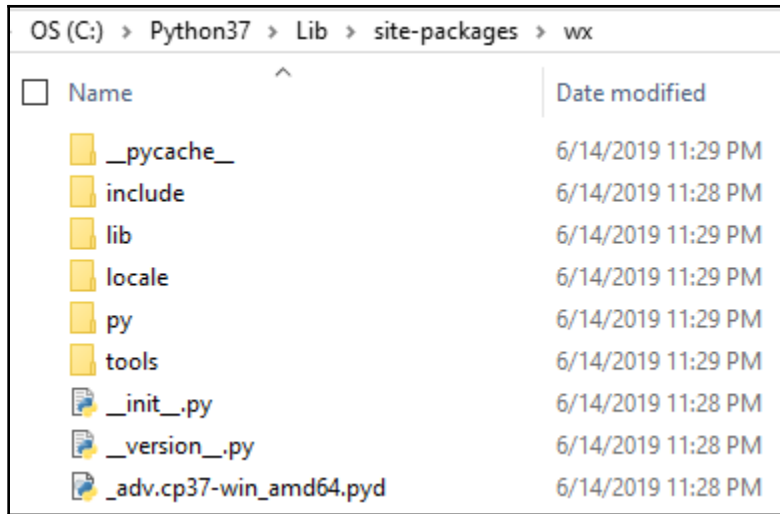 OS (C:) > Python37 > Lib > site-packages > wx
Name Date modified
__pycache__ 6/14/2019 11:29 PM
include 6/14/2019 11:28 PM
lib 6/14/2019 11:29 PM
locale 6/14/2019 11:29 PM
py 6/14/2019 11:29 PM
tools 6/14/2019 11:29 PM
__init__.py 6/14/2019 11:28 PM
__version__.py 6/14/2019 11:28 PM
_adv.cp37-win_amd64.pyd 6/14/2019 11:28 PM